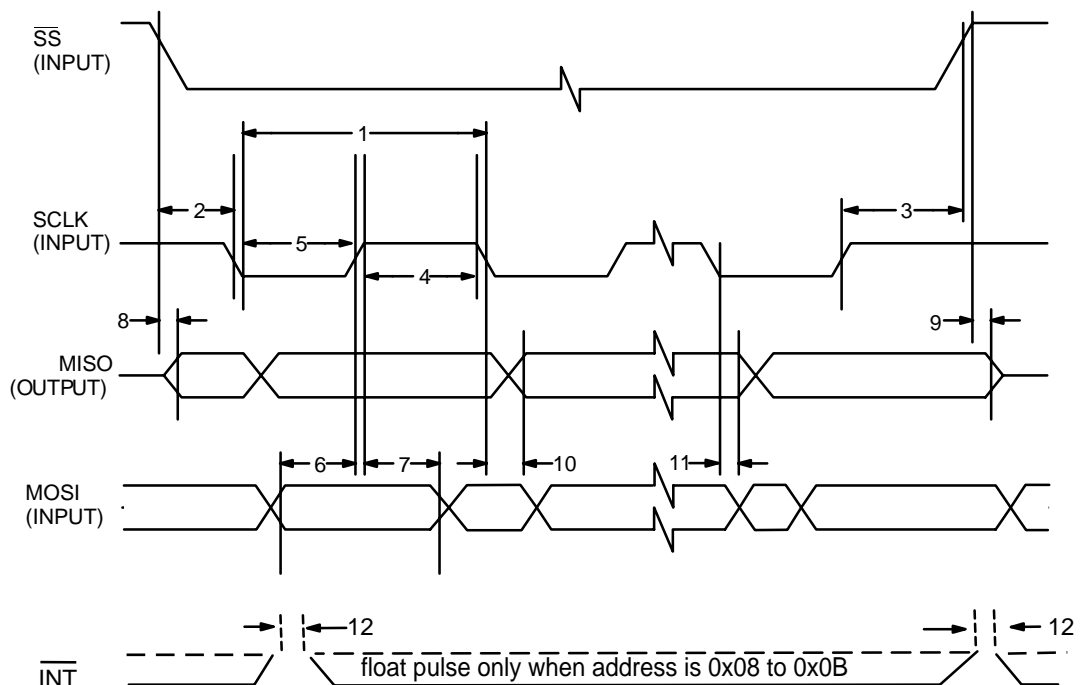 SS
(INPUT)
1
2
3
SCLK
(INPUT)
5
4
8
9
MISO
(OUTPUT)
6
7
10
11
MOSI
(INPUT)
12
12
float pulse only when address is 0x08 to 0x0B
INT